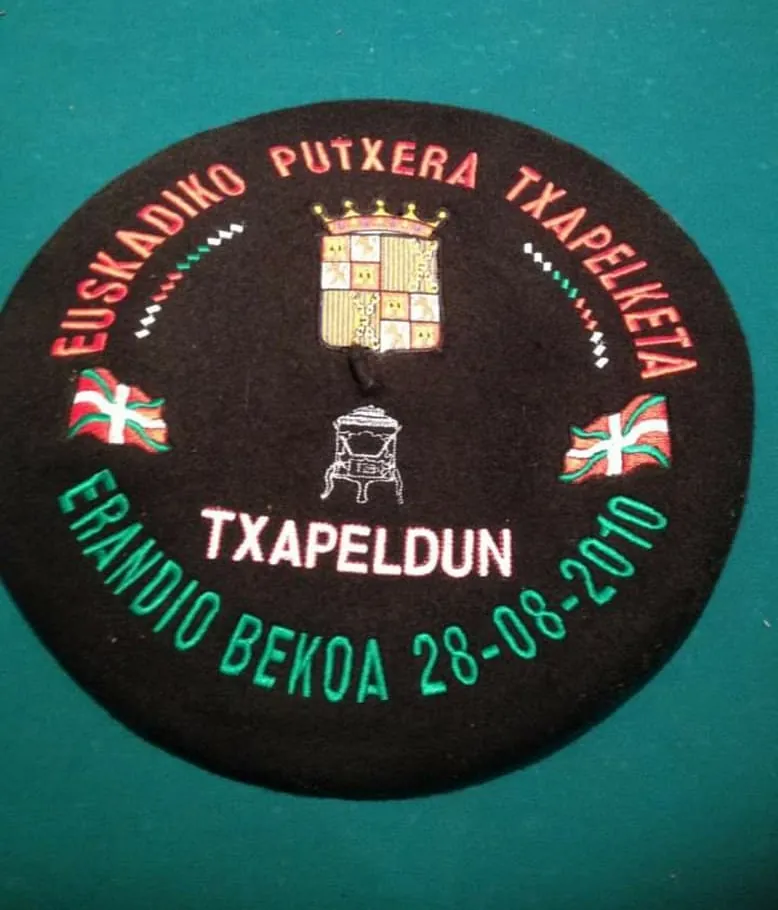 EUSKADIKO PUTXERA TXAPELKETA
TXAPELDUN
ERANDIO BEKOA 28-08-2010